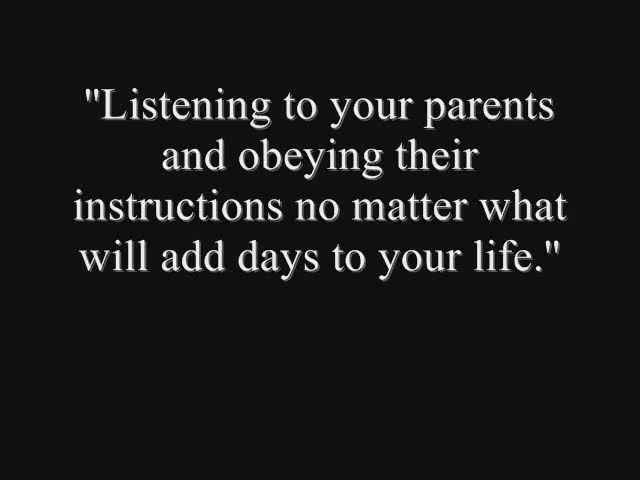 "Listening to your parents
and obeying their
instructions no matter what
will add days to your life."